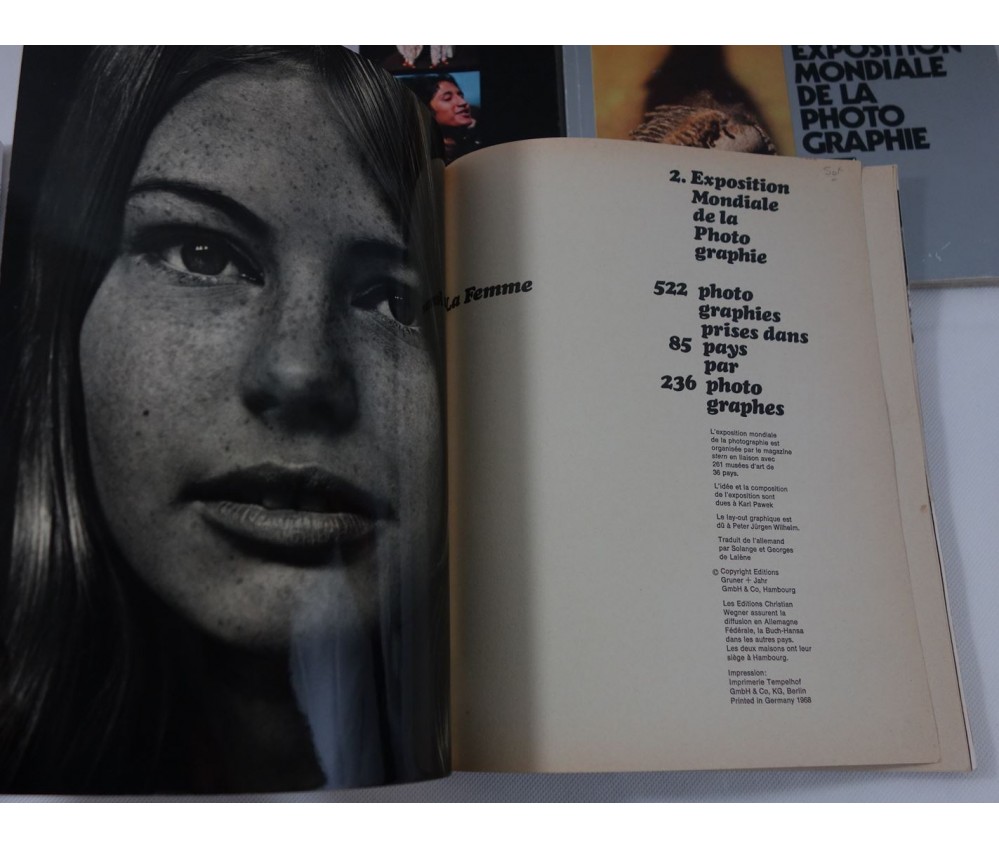 EXPOSITION
MONDIALE
DE LA
PHOTO
GRAPHIE
2. Exposition
Mondiale
de la
Photo
graphie
La Femme
522 photo
graphies
prises dans
85 pays
par
236 photo
graphes
L'exposition mondiale
de la photographie est
organisée par le magazine
stern en liaison avec
261 musées d'art de
36 pays.
L'idée et la composition
de l'exposition sont
dues à Karl Pawek
Le lay-out graphique est
dû à Peter Jürgen Wilhelm.
Traduit de l'allemand
par Solange et Georges
de Lalène
© Copyright Editions
Gruner + Jahr
GmbH & Co, Hambourg
Les Editions Christian
Wegner assurent la
diffusion en Allemagne
Fédérale, la Buch-Hansa
dans les autres pays.
Les deux maisons ont leur
siège à Hambourg.
Impression:
Imprimerie Tempelhof
GmbH & Co, KG, Berlin
Printed in Germany 1968